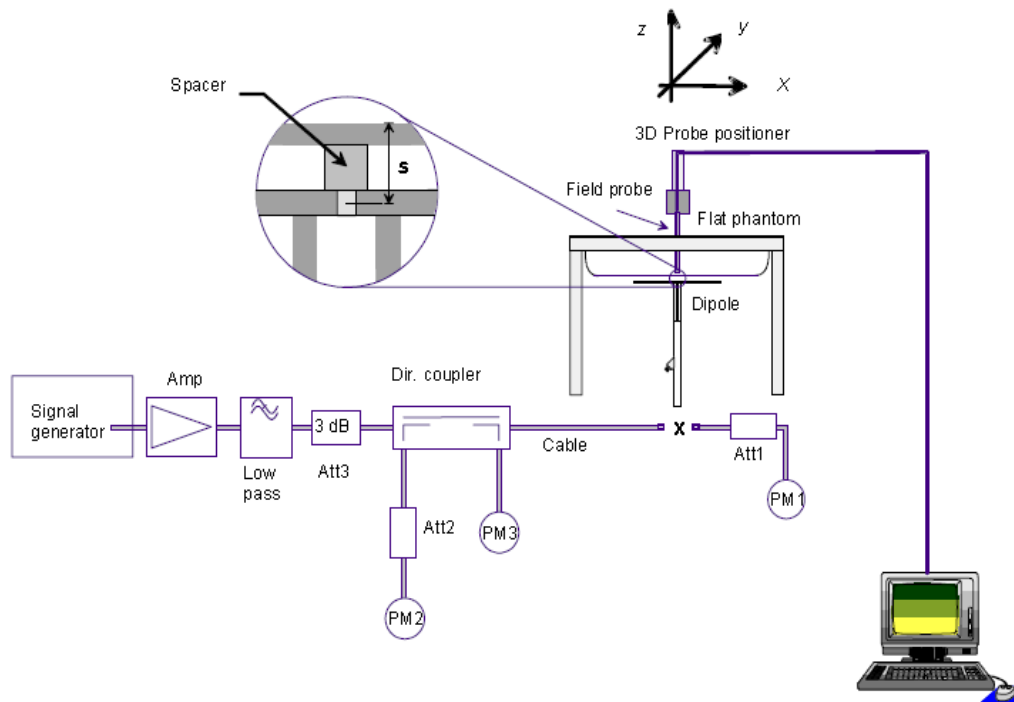 z
y
X
Spacer
3D Probe positioner
s
Field probe
Flat phantom
Dipole
Dir. coupler
Amp
Signal
generator
3 dB
Cable
x
Att1
Low
pass
Att3
PM1
Att2
PM3
PM2